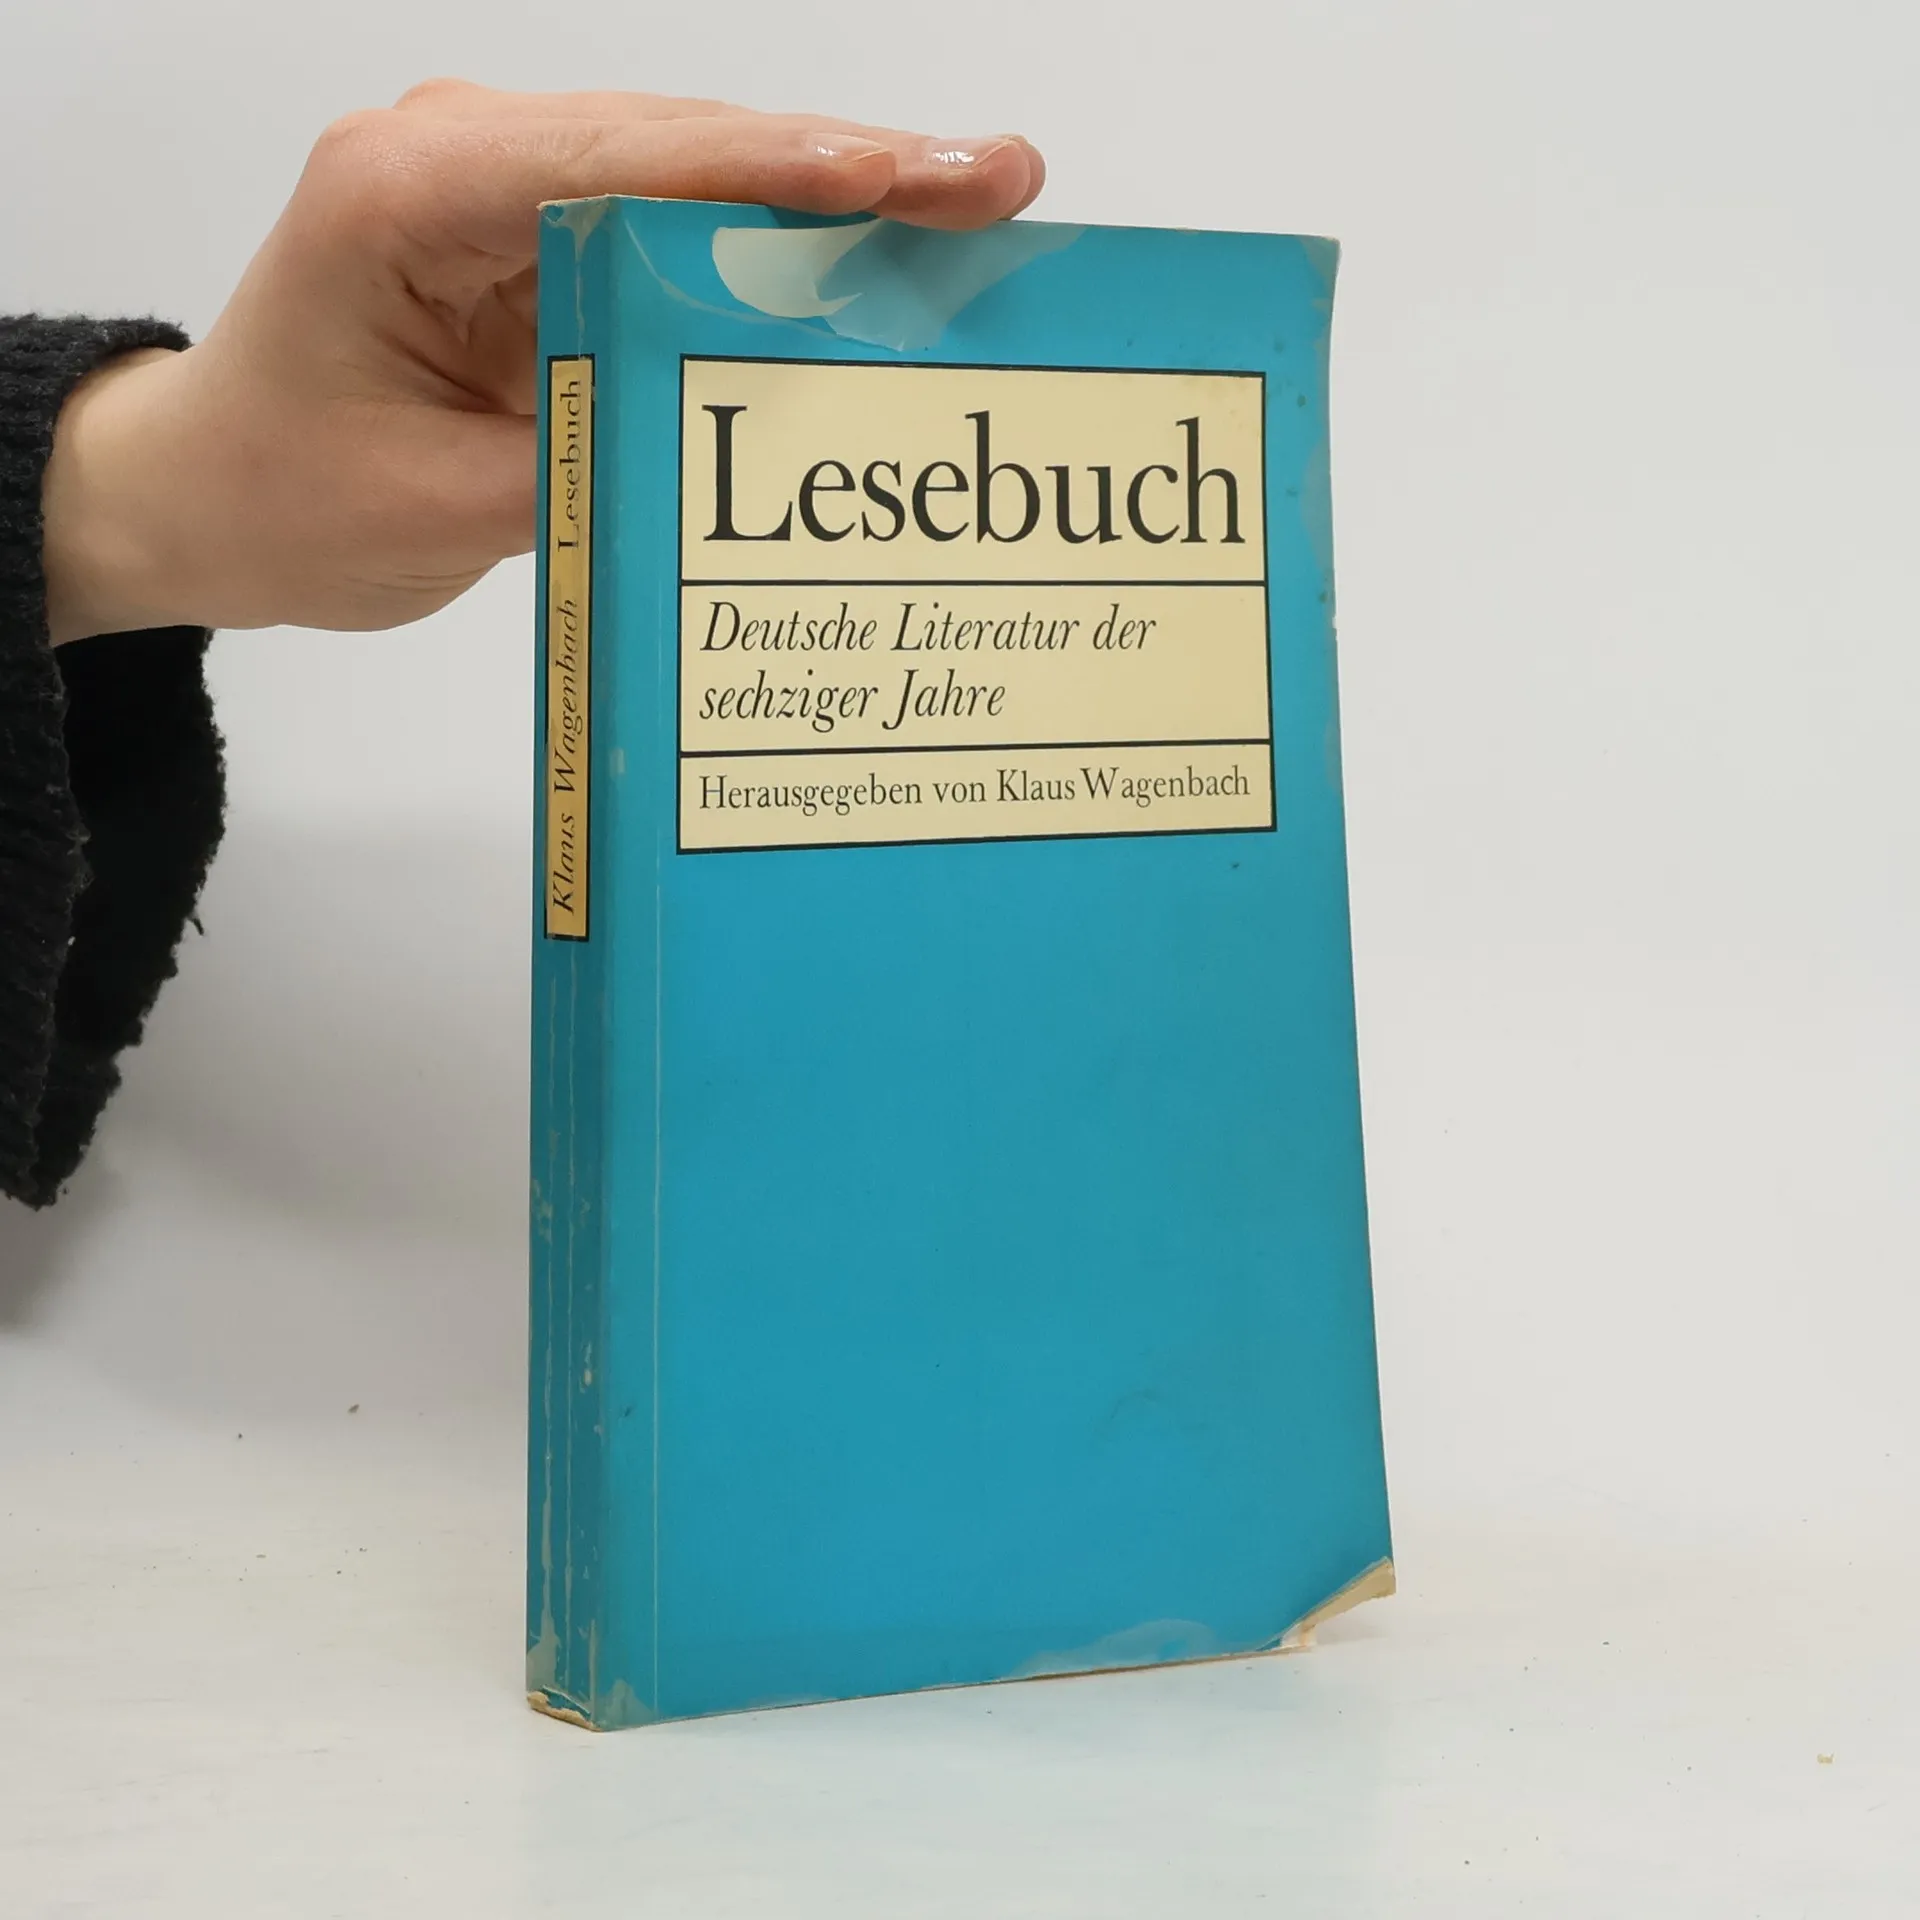 Lesebuch
Deutsche Literatur der
sechziger Jahre
Herausgegeben von Klaus Wagenbach
Klaus Wagenbach Lesebuch